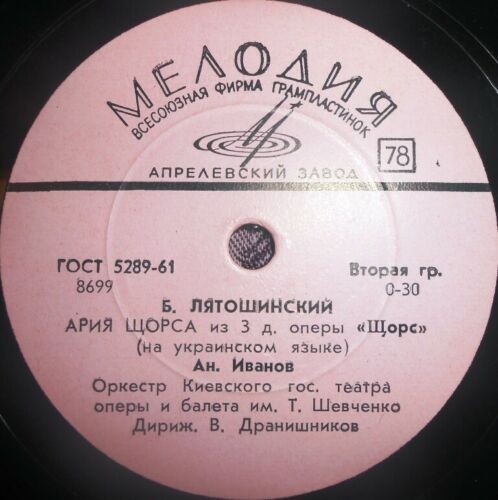 МЕЛОДИЯ
ВСЕСОЮЗНАЯ ФИРМА ГРАМПЛАСТИНОК
78
АПРЕЛЕВСКИЙ ЗАВОД
ГОСТ 5289-61 Вторая гр.
8699 0-30
Б. ЛЯТОШИНСКИЙ
АРИЯ ЩОРСА из 3 д. оперы «Щорс»
(на украинском языке)
Ан. Иванов
Оркестр Киевского гос. театра
оперы и балета им. Т. Шевченко
Дириж. В. Дранишников